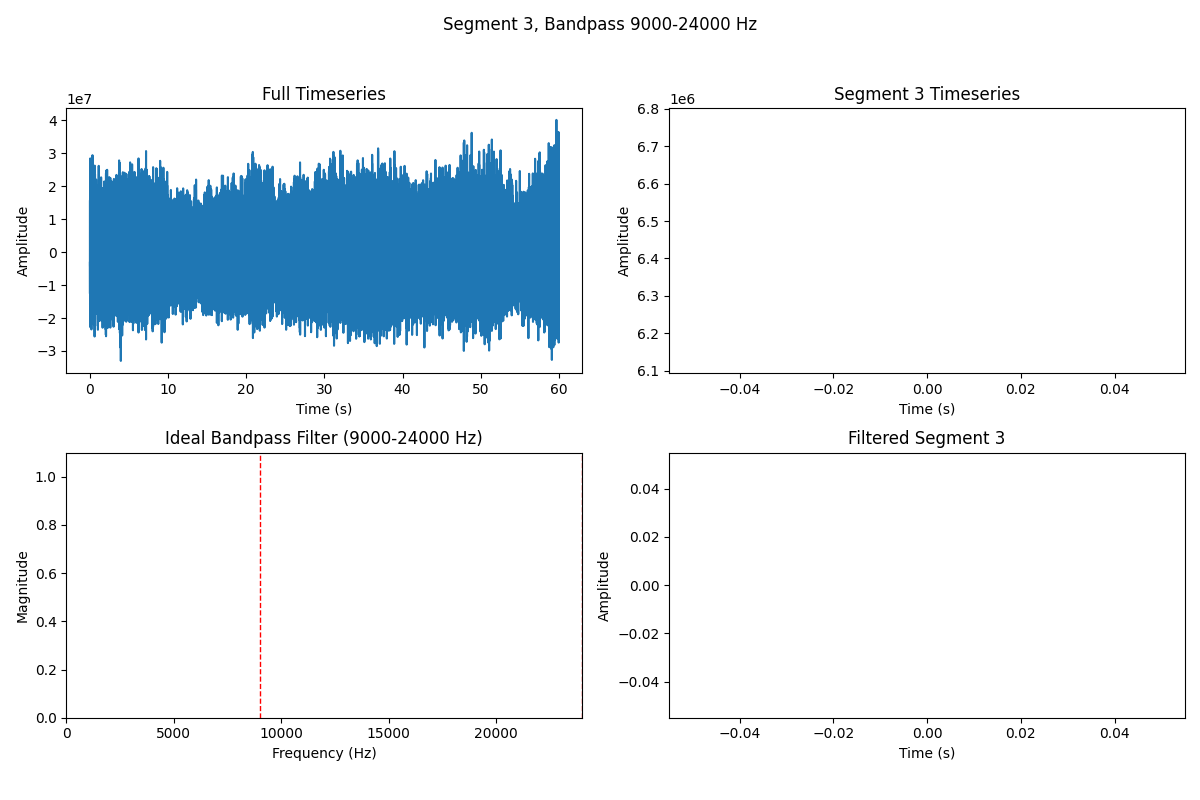 Segment 3, Bandpass 9000-24000 Hz
Full Timeseries
1e7
4
3
2
1
0
−1
−2
−3
Amplitude
0 10 20 30 40 50 60
Time (s)
Segment 3 Timeseries
1e6
6.8
6.7
6.6
6.5
6.4
6.3
6.2
6.1
Amplitude
−0.04 −0.02 0.00 0.02 0.04
Time (s)
Ideal Bandpass Filter (9000-24000 Hz)
1.0
0.8
0.6
0.4
0.2
0.0
Magnitude
0 5000 10000 15000 20000
Frequency (Hz)
Filtered Segment 3
0.04
0.02
0.00
−0.02
−0.04
Amplitude
−0.04 −0.02 0.00 0.02 0.04
Time (s)